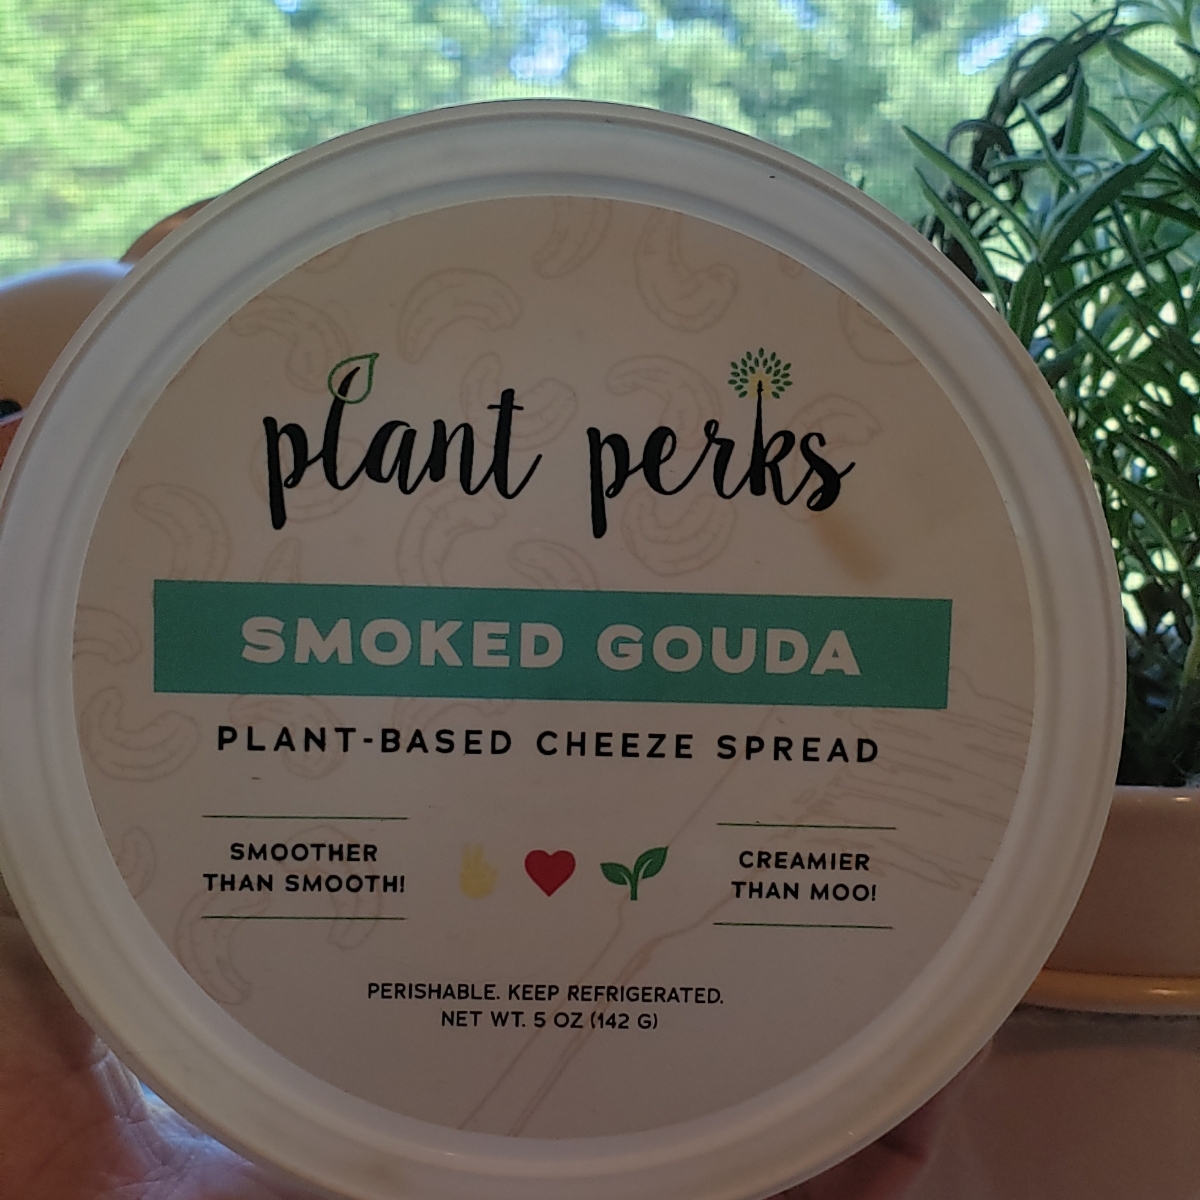 plant perks
SMOKED GOUDA
PLANT-BASED CHEEZE SPREAD
SMOOTHER
THAN SMOOTH!
CREAMIER
THAN MOO!
PERISHABLE. KEEP REFRIGERATED.
NET WT. 5 OZ (142 G)